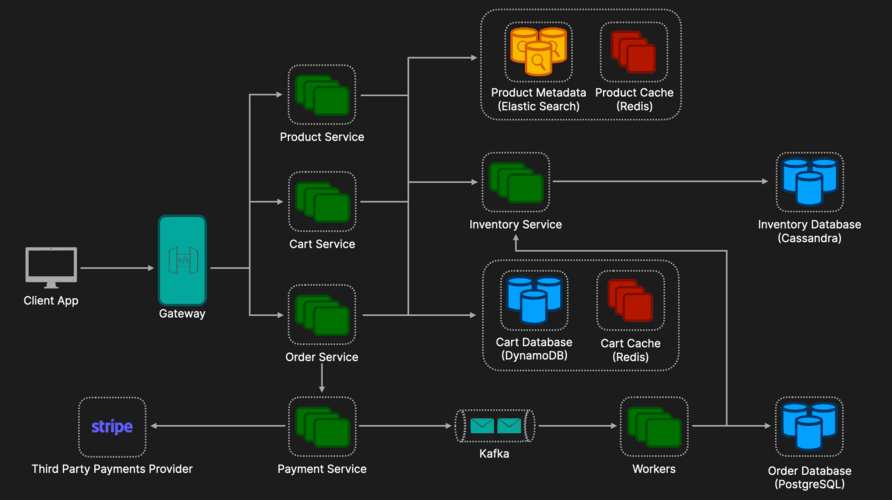 Product Metadata
(Elastic Search)
Product Cache
(Redis)
Product Service
Inventory Service
Inventory Database
(Cassandra)
Cart Service
Client App
Gateway
Cart Database
(DynamoDB)
Cart Cache
(Redis)
Order Service
stripe
Third Party Payments Provider
Payment Service
Kafka
Workers
Order Database
(PostgreSQL)